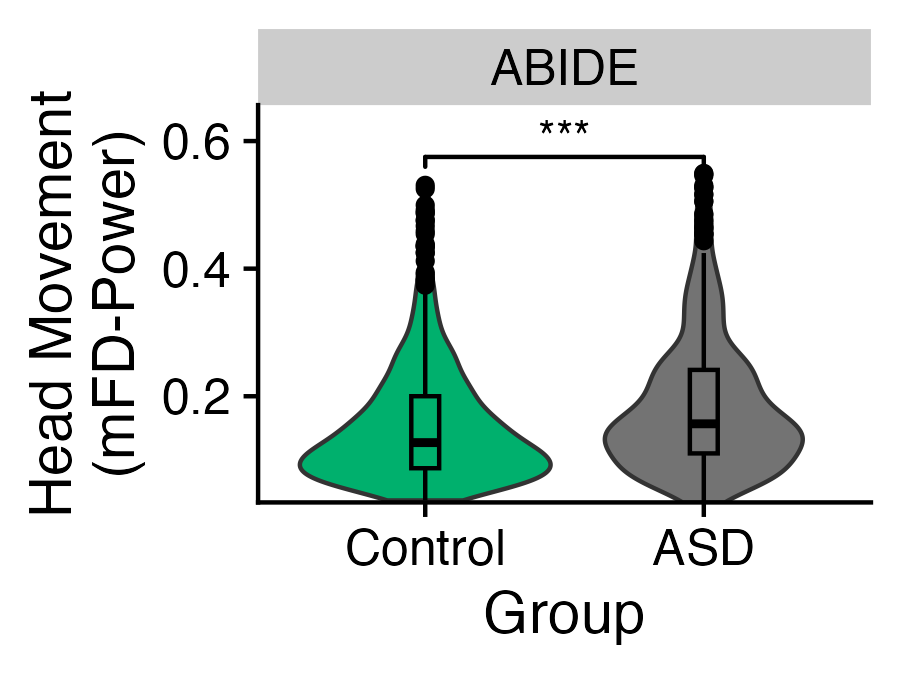 ABIDE
***
Head Movement
(mFD-Power)
0.6
0.4
0.2
Control
ASD
Group